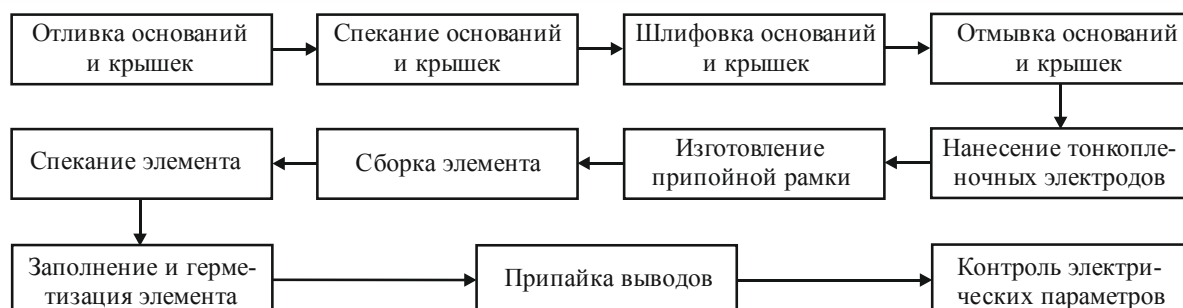 Отливка оснований
и крышек
Спекание оснований
и крышек
Шлифовка оснований
и крышек
Отмывка оснований
и крышек
Нанесение тонкопле-
ночных электродов
Изготовление
припойной рамки
Сборка элемента
Спекание элемента
Заполнение и герме-
тизация элемента
Припайка выводов
Контроль электри-
ческих параметров